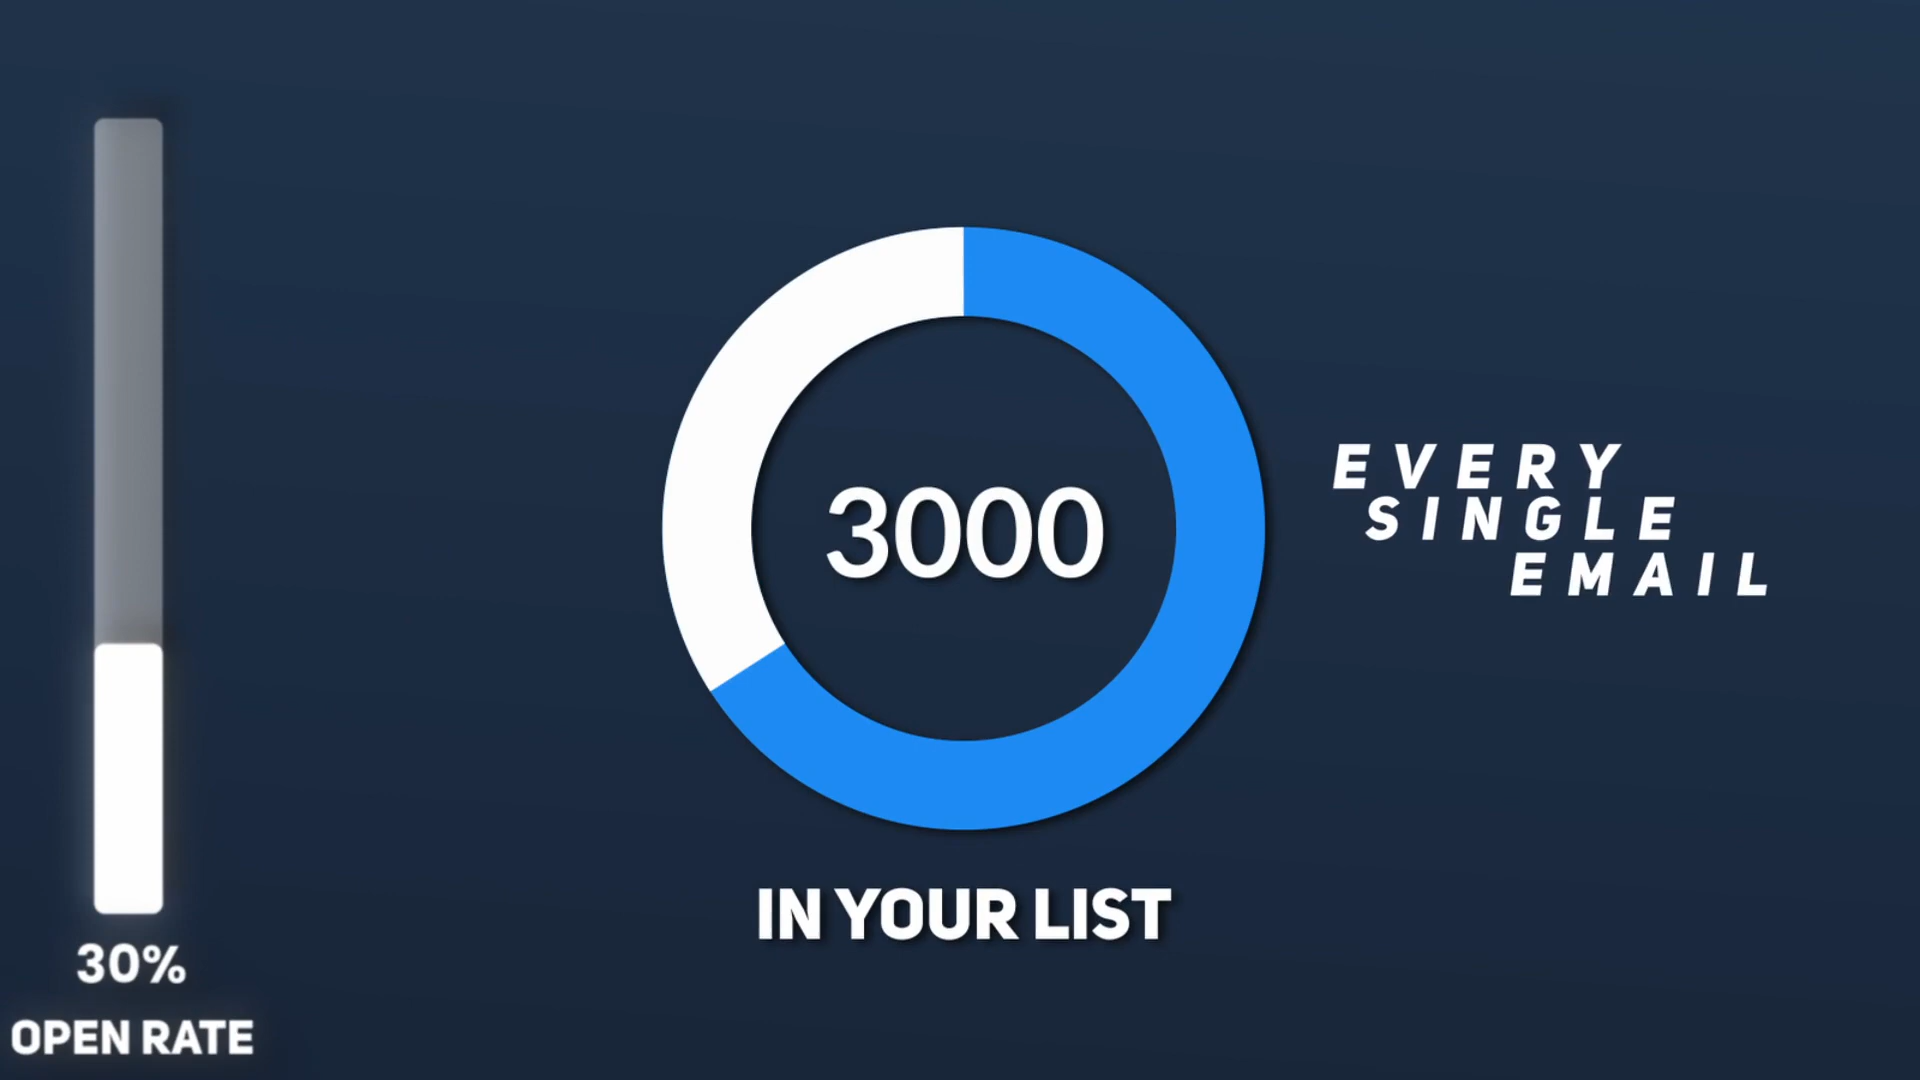 30%
OPEN RATE
3000
IN YOUR LIST
EVERY
SINGLE
EMAIL